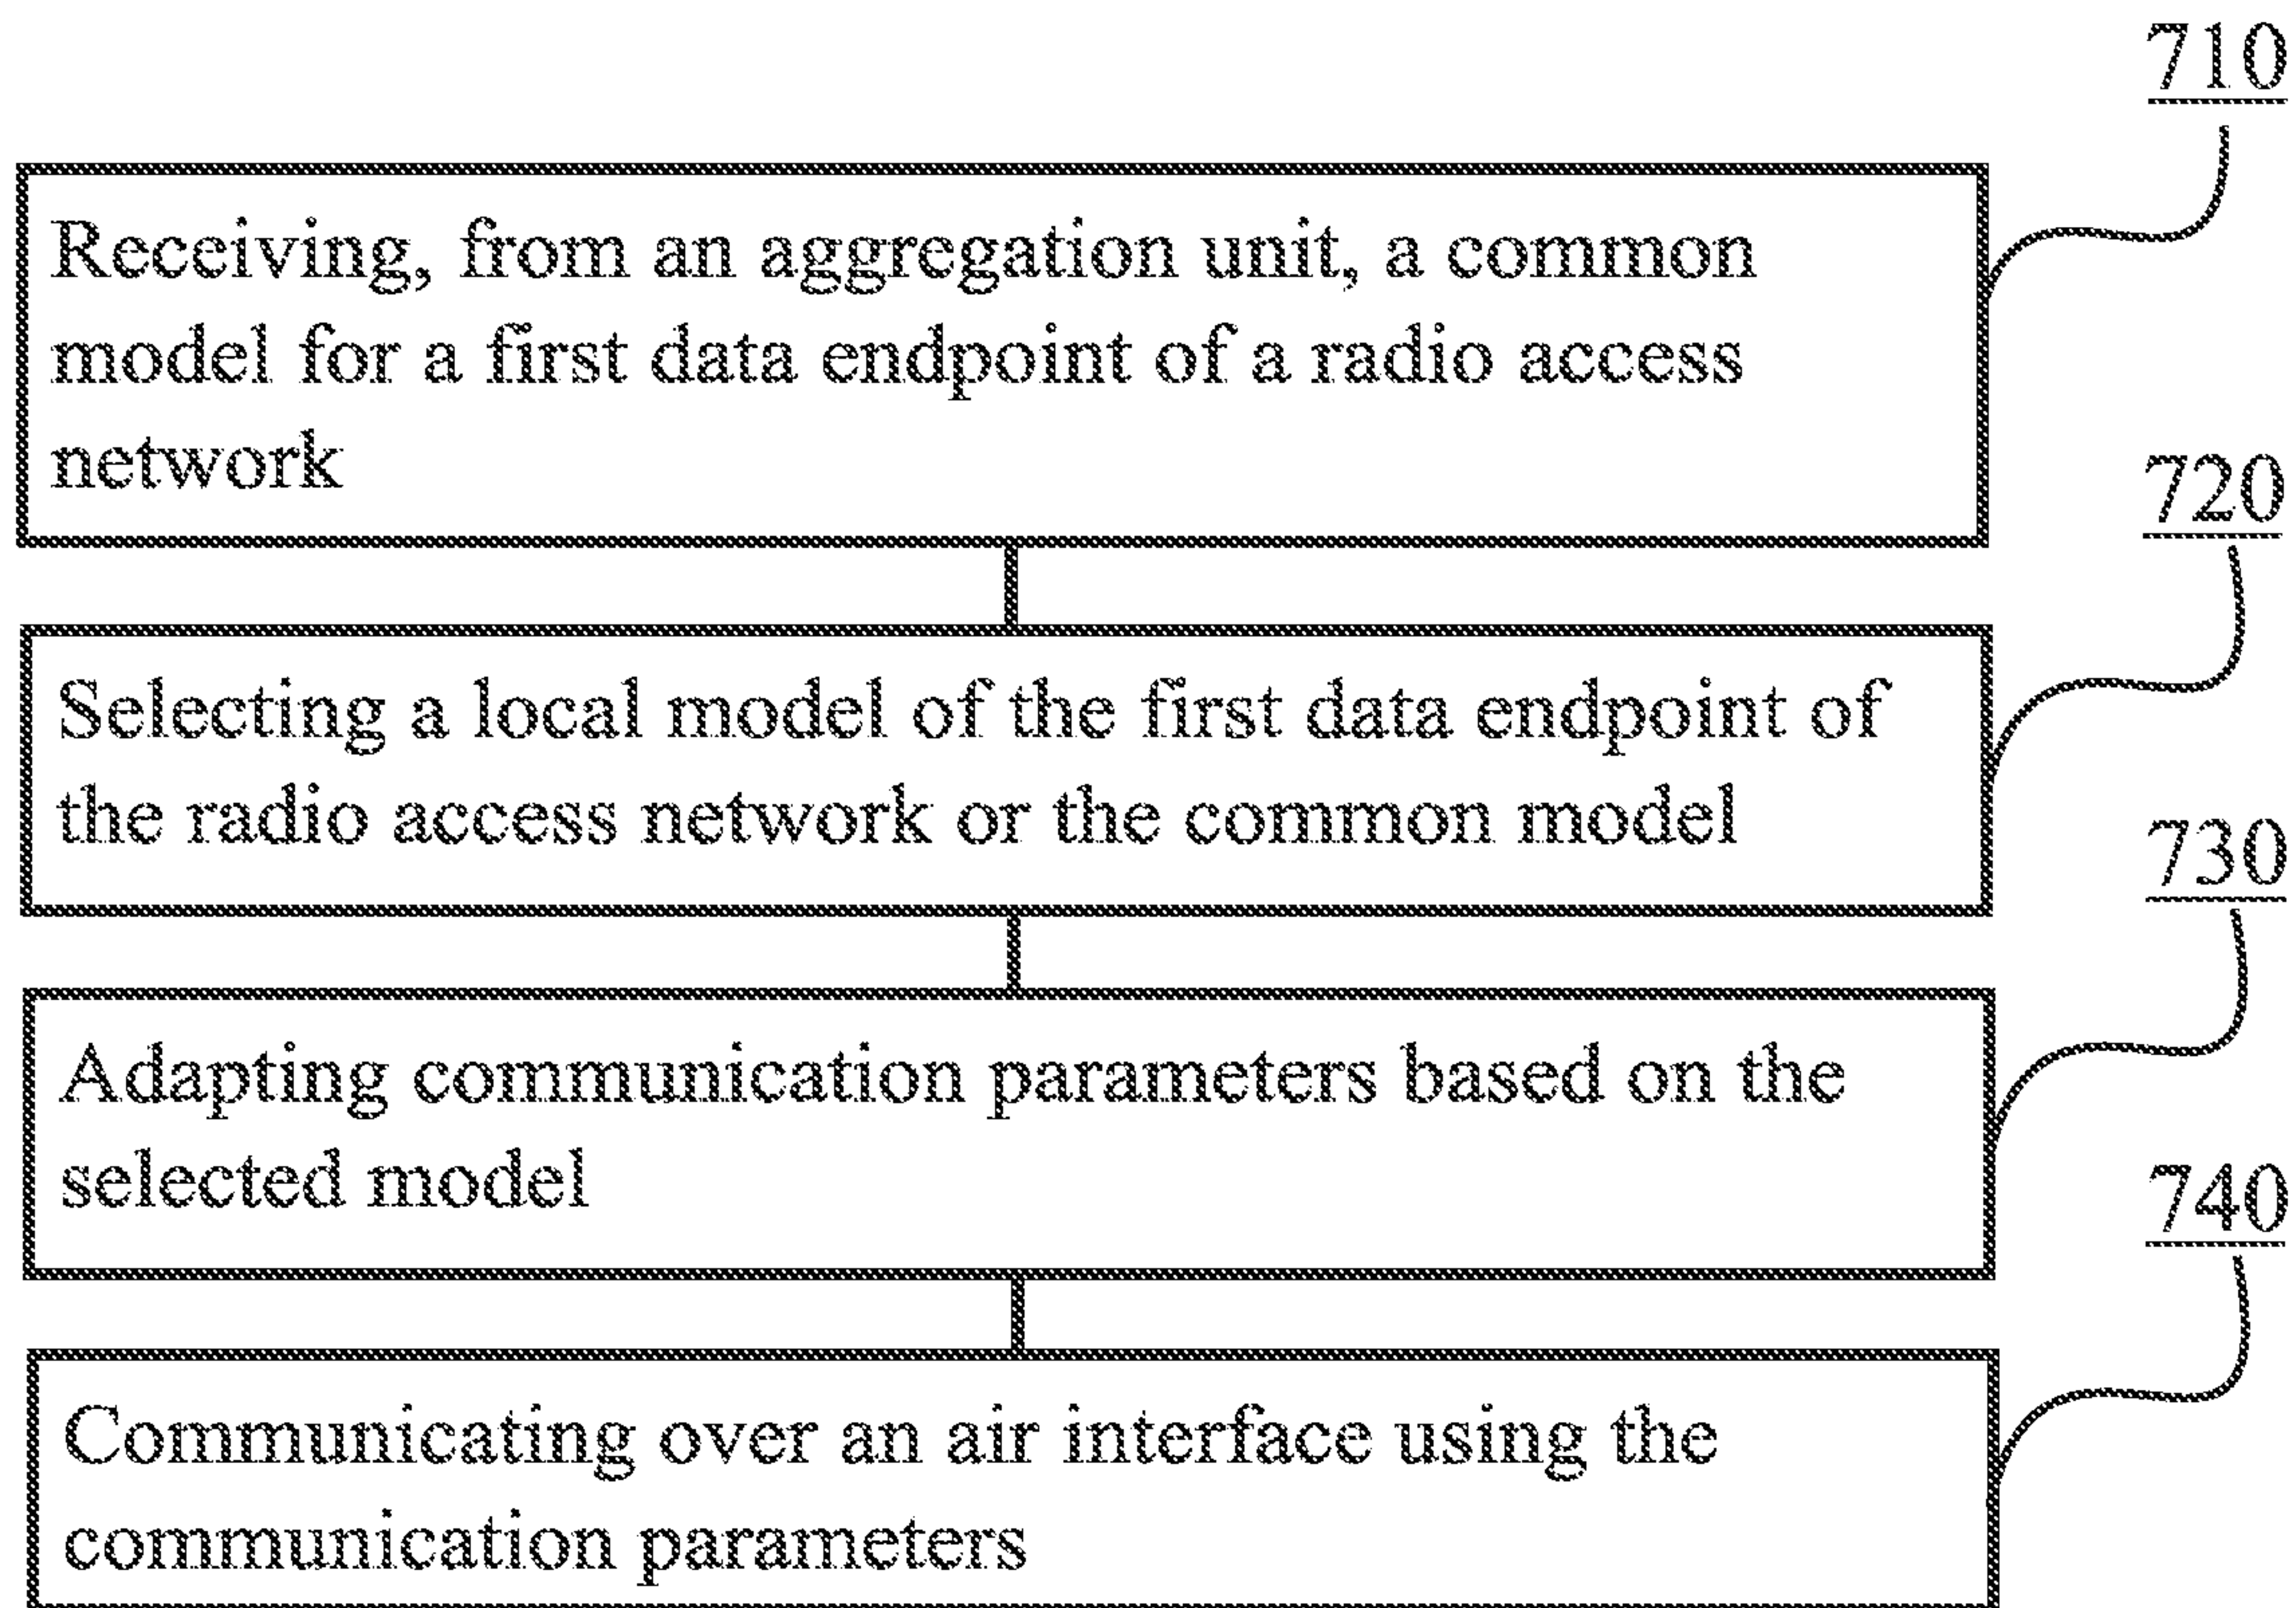 710
Receiving, from an aggregation unit, a common
model for a first data endpoint of a radio access
network
720
Selecting a local model of the first data endpoint of
the radio access network or the common model
730
Adapting communication parameters based on the
selected model
740
Communicating over an air interface using the
communication parameters